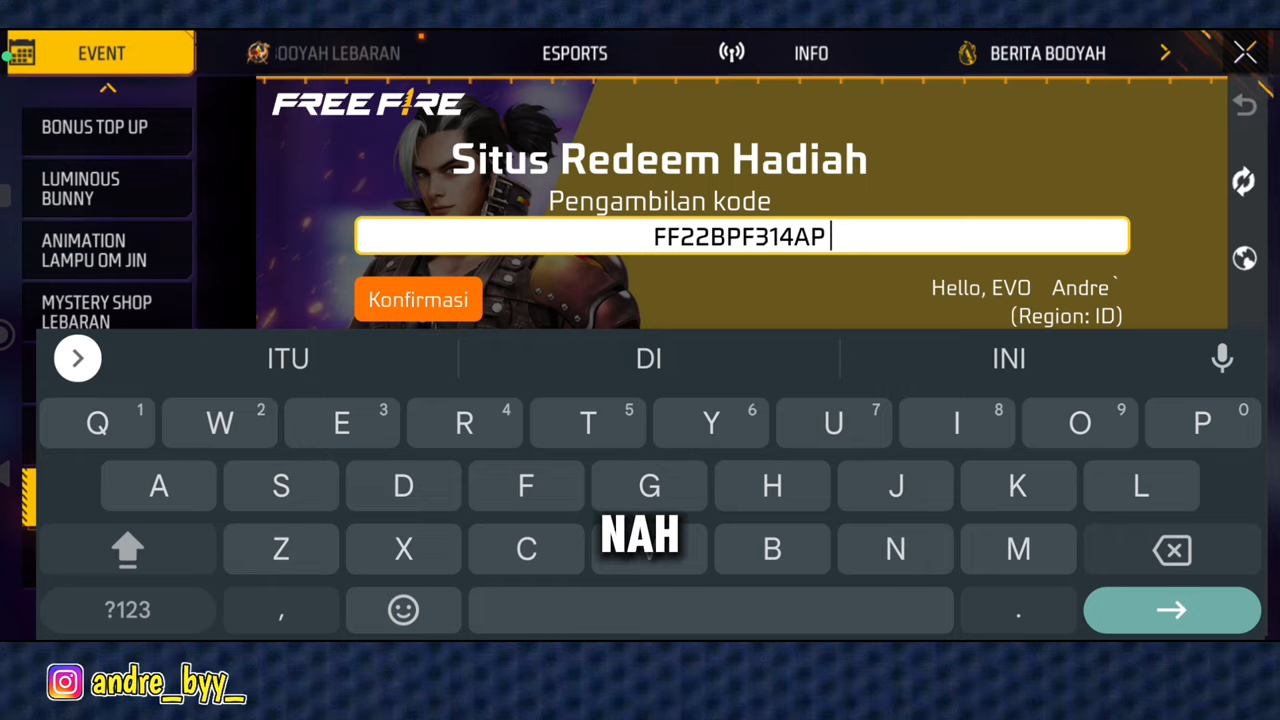 EVENT
BOOYAH LEBARAN
ESPORTS
INFO
BERITA BOOYAH
BONUS TOP UP
LUMINOUS
BUNNY
ANIMATION
LAMPU OM JIN
MYSTERY SHOP
LEBARAN
FREE FIRE
Situs Redeem Hadiah
Pengambilan kode
FF22BPF314AP
Konfirmasi
Hello, EVO Andre`
(Region: ID)
ITU DI INI
Q 1 W 2 E 3 R 4 T 5 Y 6 U 7 I 8 O 9 P 0
A S D F G H J K L
Z X C B N M
NAH
?123 , .
andre_byy_